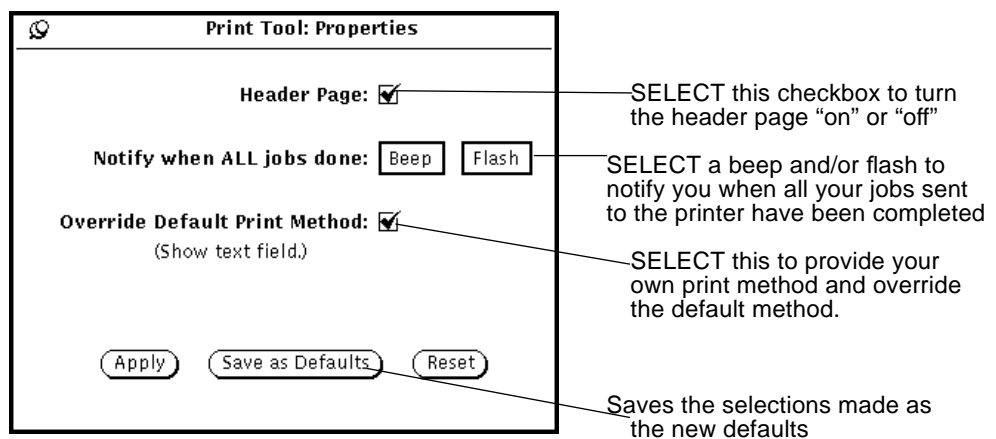 Print Tool: Properties
Header Page:
SELECT this checkbox to turn
the header page “on” or “off”
Notify when ALL jobs done: Beep Flash
SELECT a beep and/or flash to
notify you when all your jobs sent
to the printer have been completed
Override Default Print Method:
(Show text field.)
SELECT this to provide your
own print method and override
the default method.
Apply Save as Defaults Reset
Saves the selections made as
the new defaults